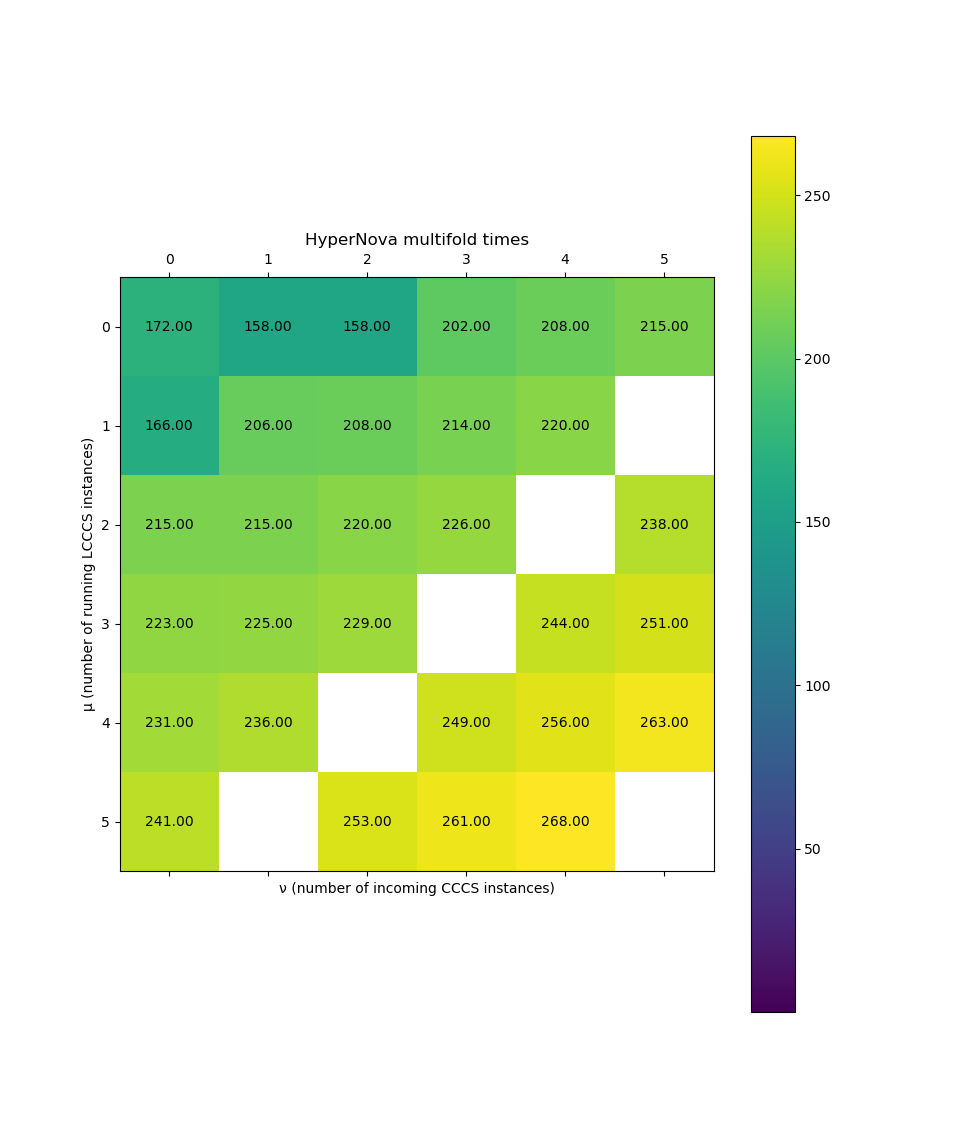 HyperNova multifold times
0 1 2 3 4 5
0 172.00 158.00 158.00 202.00 208.00 215.00
1 166.00 206.00 208.00 214.00 220.00
2 215.00 215.00 220.00 226.00 238.00
3 223.00 225.00 229.00 244.00 251.00
4 231.00 236.00 249.00 256.00 263.00
5 241.00 253.00 261.00 268.00
μ (number of running LCCCS instances)
ν (number of incoming CCCS instances)
250
200
150
100
50